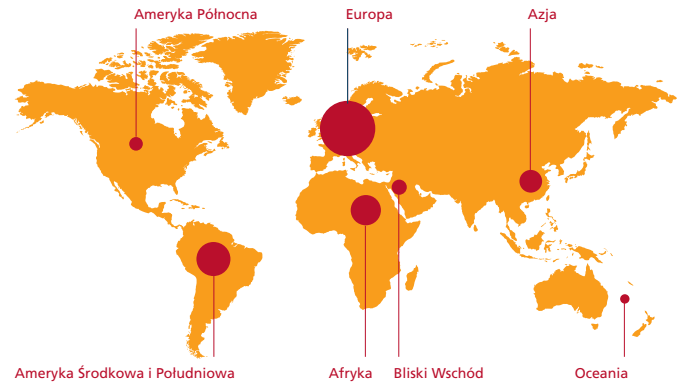 Ameryka Północna
Europa
Azja
Ameryka Środkowa i Południowa
Afryka
Bliski Wschód
Oceania